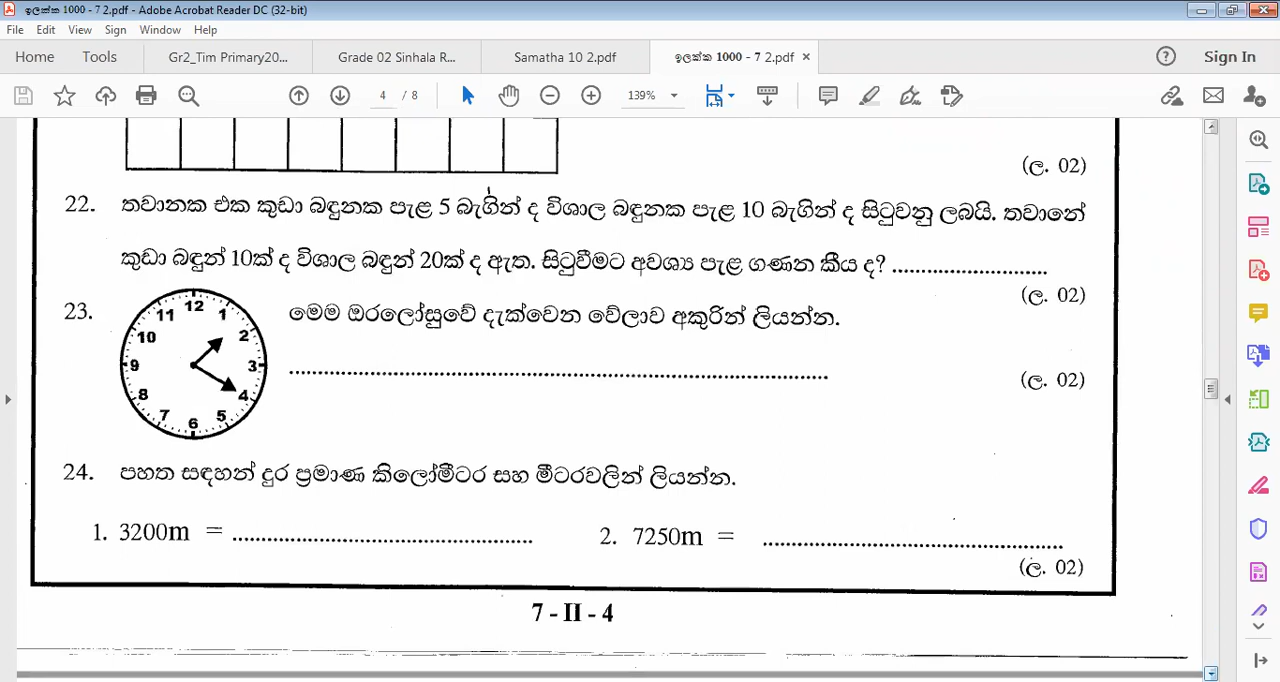 ඉලක්ක 1000 - 7 2.pdf - Adobe Acrobat Reader DC (32-bit)
File Edit View Sign Window Help
Home Tools Gr2_Tim Primary20... Grade 02 Sinhala R... Samatha 10 2.pdf ඉලක්ක 1000 - 7 2.pdf × Sign In
4 / 8 139%
(ල. 02)
22. තවානක එක කුඩා බඳුනක පැළ 5 බැගින් ද විශාල බඳුනක පැළ 10 බැගින් ද සිටුවනු ලබයි. තවානේ
කුඩා බඳුන් 10ක් ද විශාල බඳුන් 20ක් ද ඇත. සිටුවීමට අවශ්‍ය පැළ ගණන කීය ද? ..........................
(ල. 02)
23. මෙම ඔරලෝසුවේ දැක්වෙන වේලාව අකුරින් ලියන්න.
12 1 2 3 4 5 6 7 8 9 10 11
................................................................................
(ල. 02)
24. පහත සඳහන් දුර ප්‍රමාණ කිලෝමීටර සහ මීටරවලින් ලියන්න.
1. 3200m = ............................................ 2. 7250m = ............................................
(ල. 02)
7 - II - 4